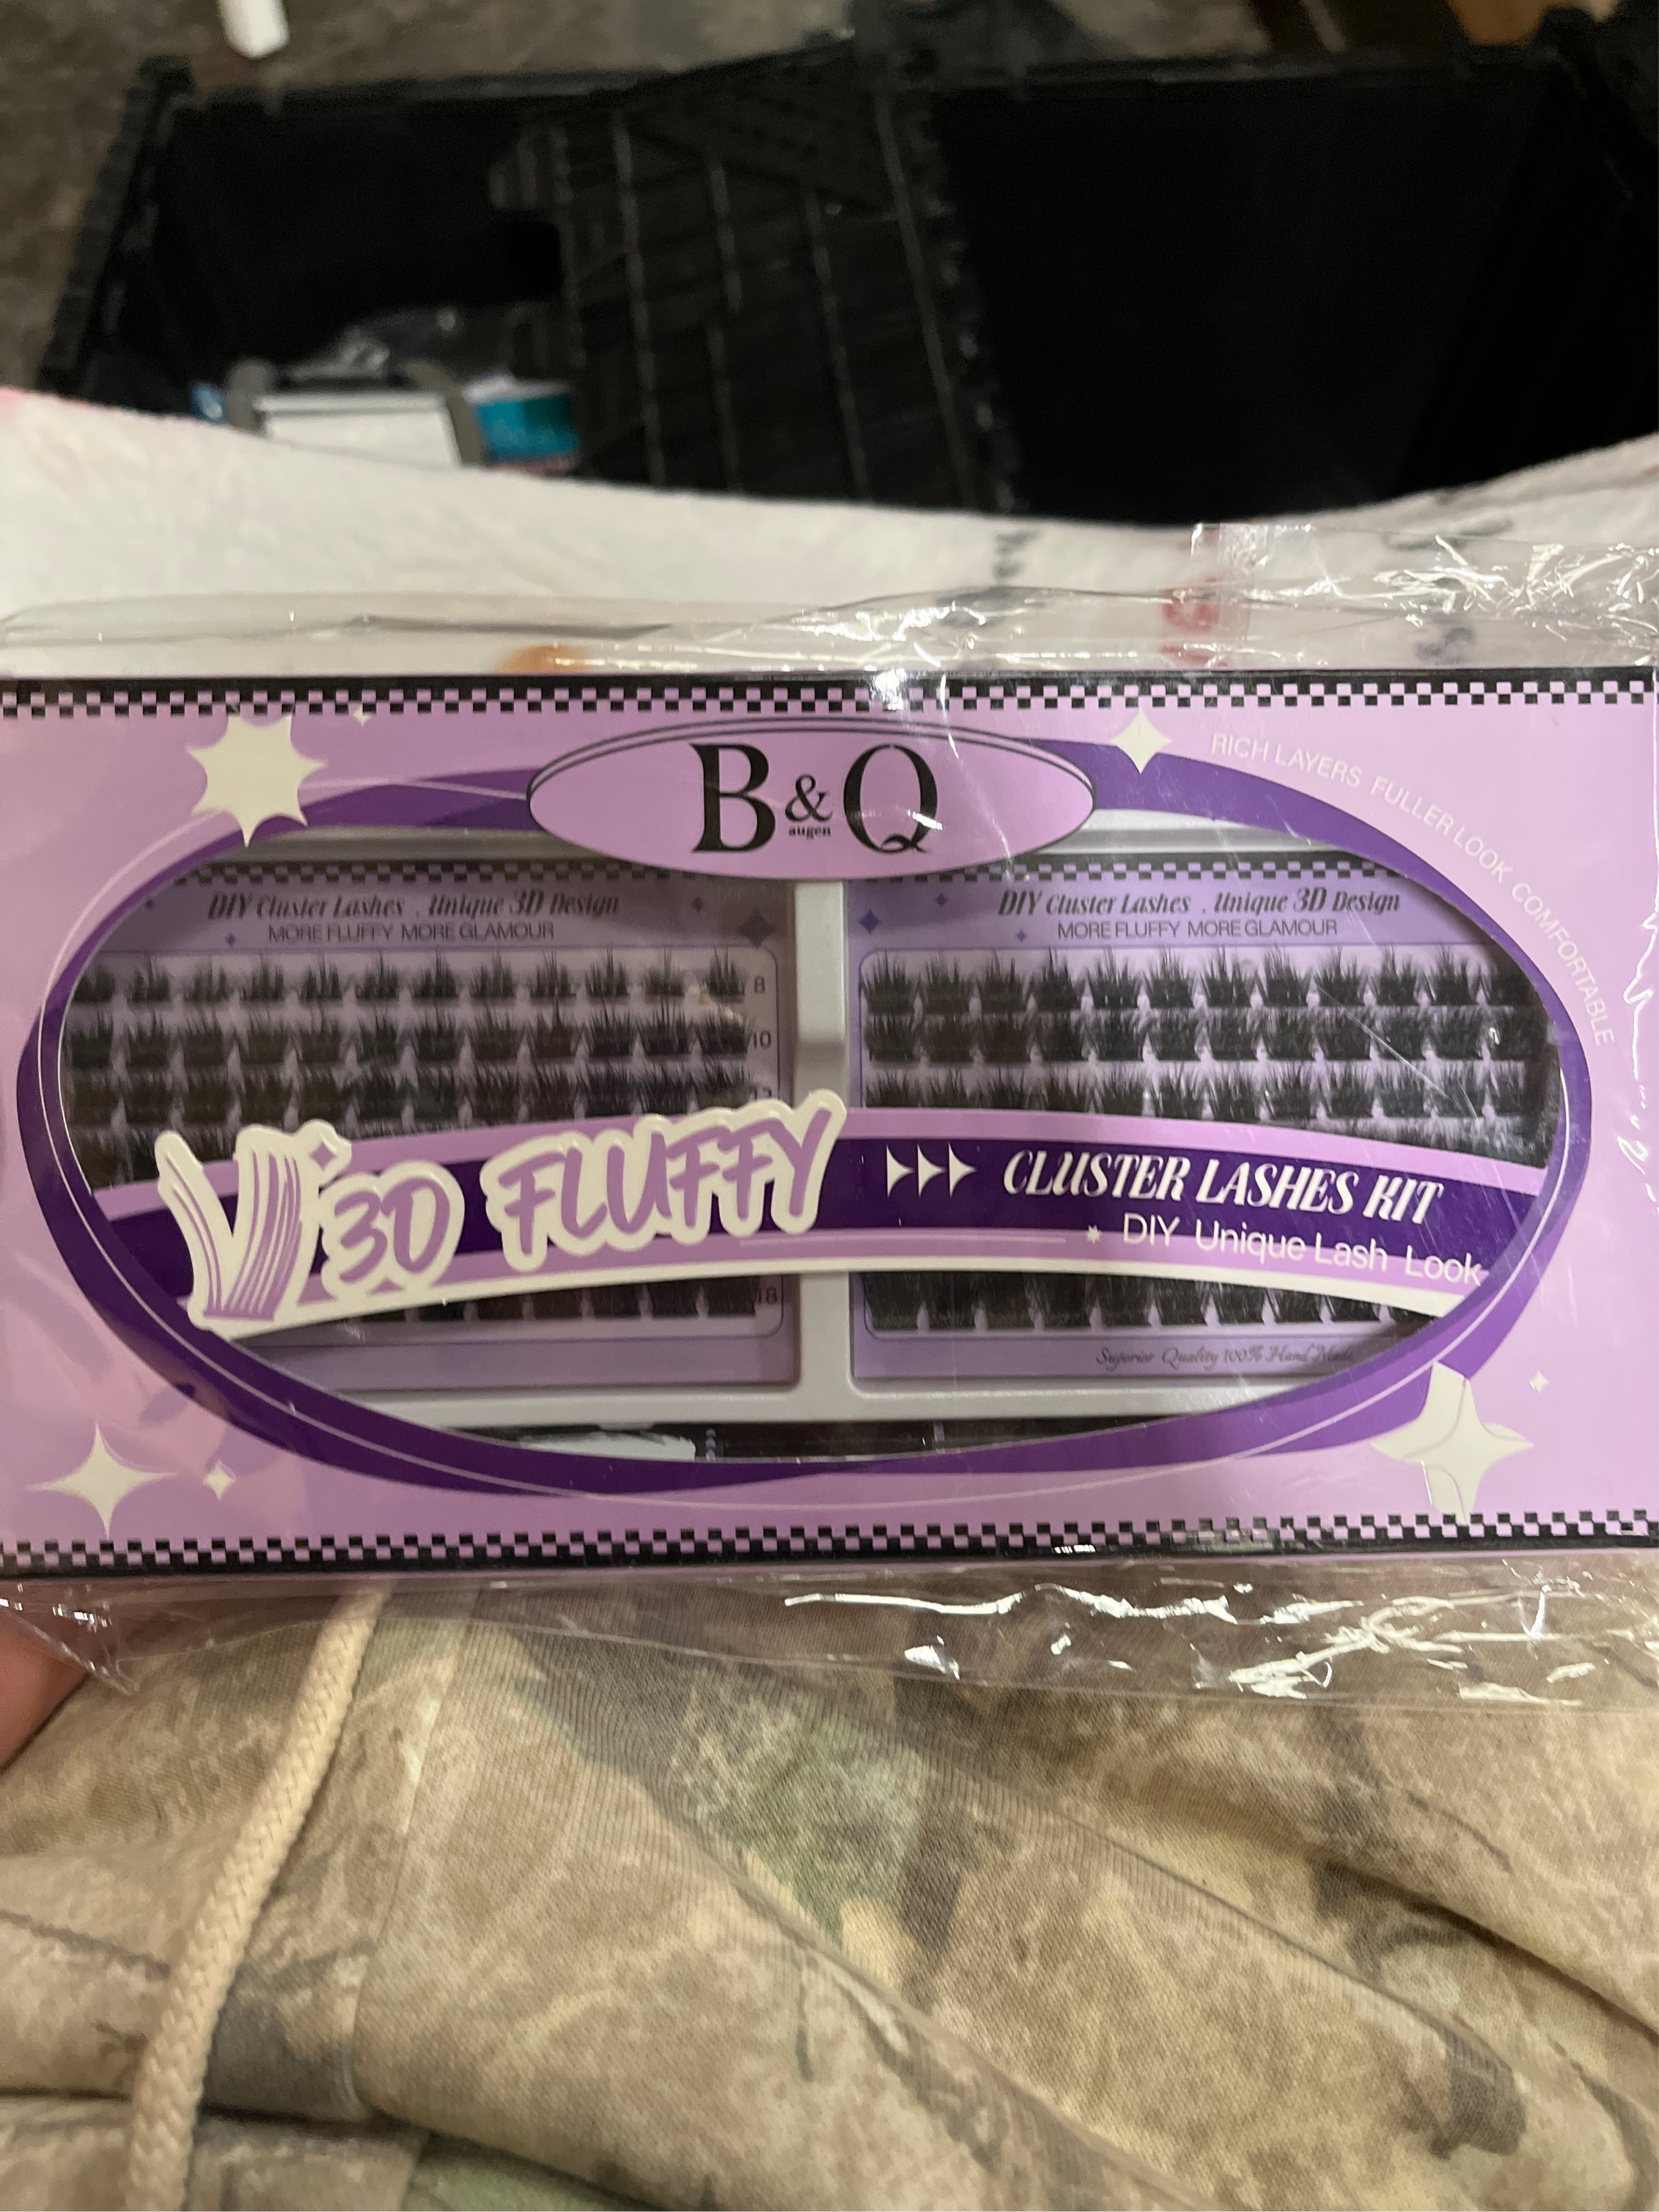 B&Q
augen
RICH LAYERS FULLER LOOK COMFORTABLE
DIY Cluster Lashes . Unique 3D Design
MORE FLUFFY MORE GLAMOUR
8
10
18
DIY Cluster Lashes . Unique 3D Design
MORE FLUFFY MORE GLAMOUR
3D FLUFFY
CLUSTER LASHES KIT
DIY Unique Lash Look
Superior Quality 100% Hand Made